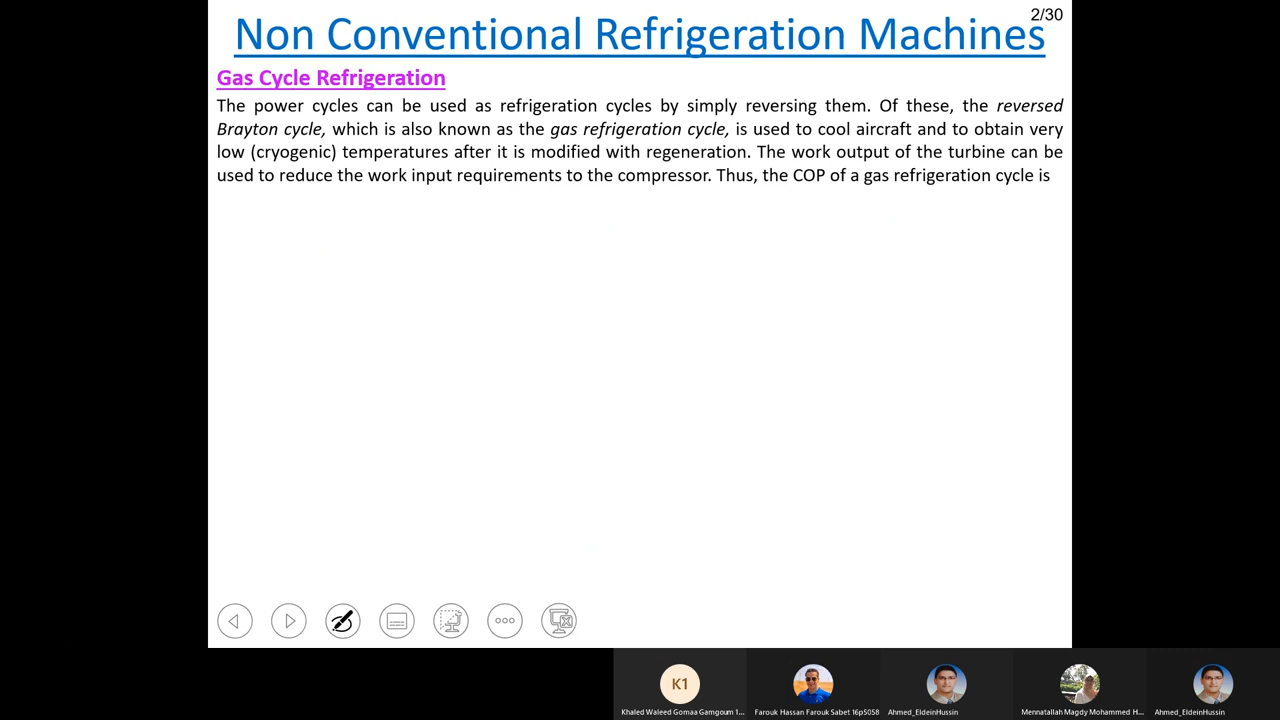 2/30
Non Conventional Refrigeration Machines
Gas Cycle Refrigeration
The power cycles can be used as refrigeration cycles by simply reversing them. Of these, the reversed
Brayton cycle, which is also known as the gas refrigeration cycle, is used to cool aircraft and to obtain very
low (cryogenic) temperatures after it is modified with regeneration. The work output of the turbine can be
used to reduce the work input requirements to the compressor. Thus, the COP of a gas refrigeration cycle is
K1
Khaled Waleed Gomaa Gamgoum 1...
Farouk Hassan Farouk Sabet 16p5058
Ahmed_EldeinHussin
Mennatallah Magdy Mohammed H...
Ahmed_EldeinHussin